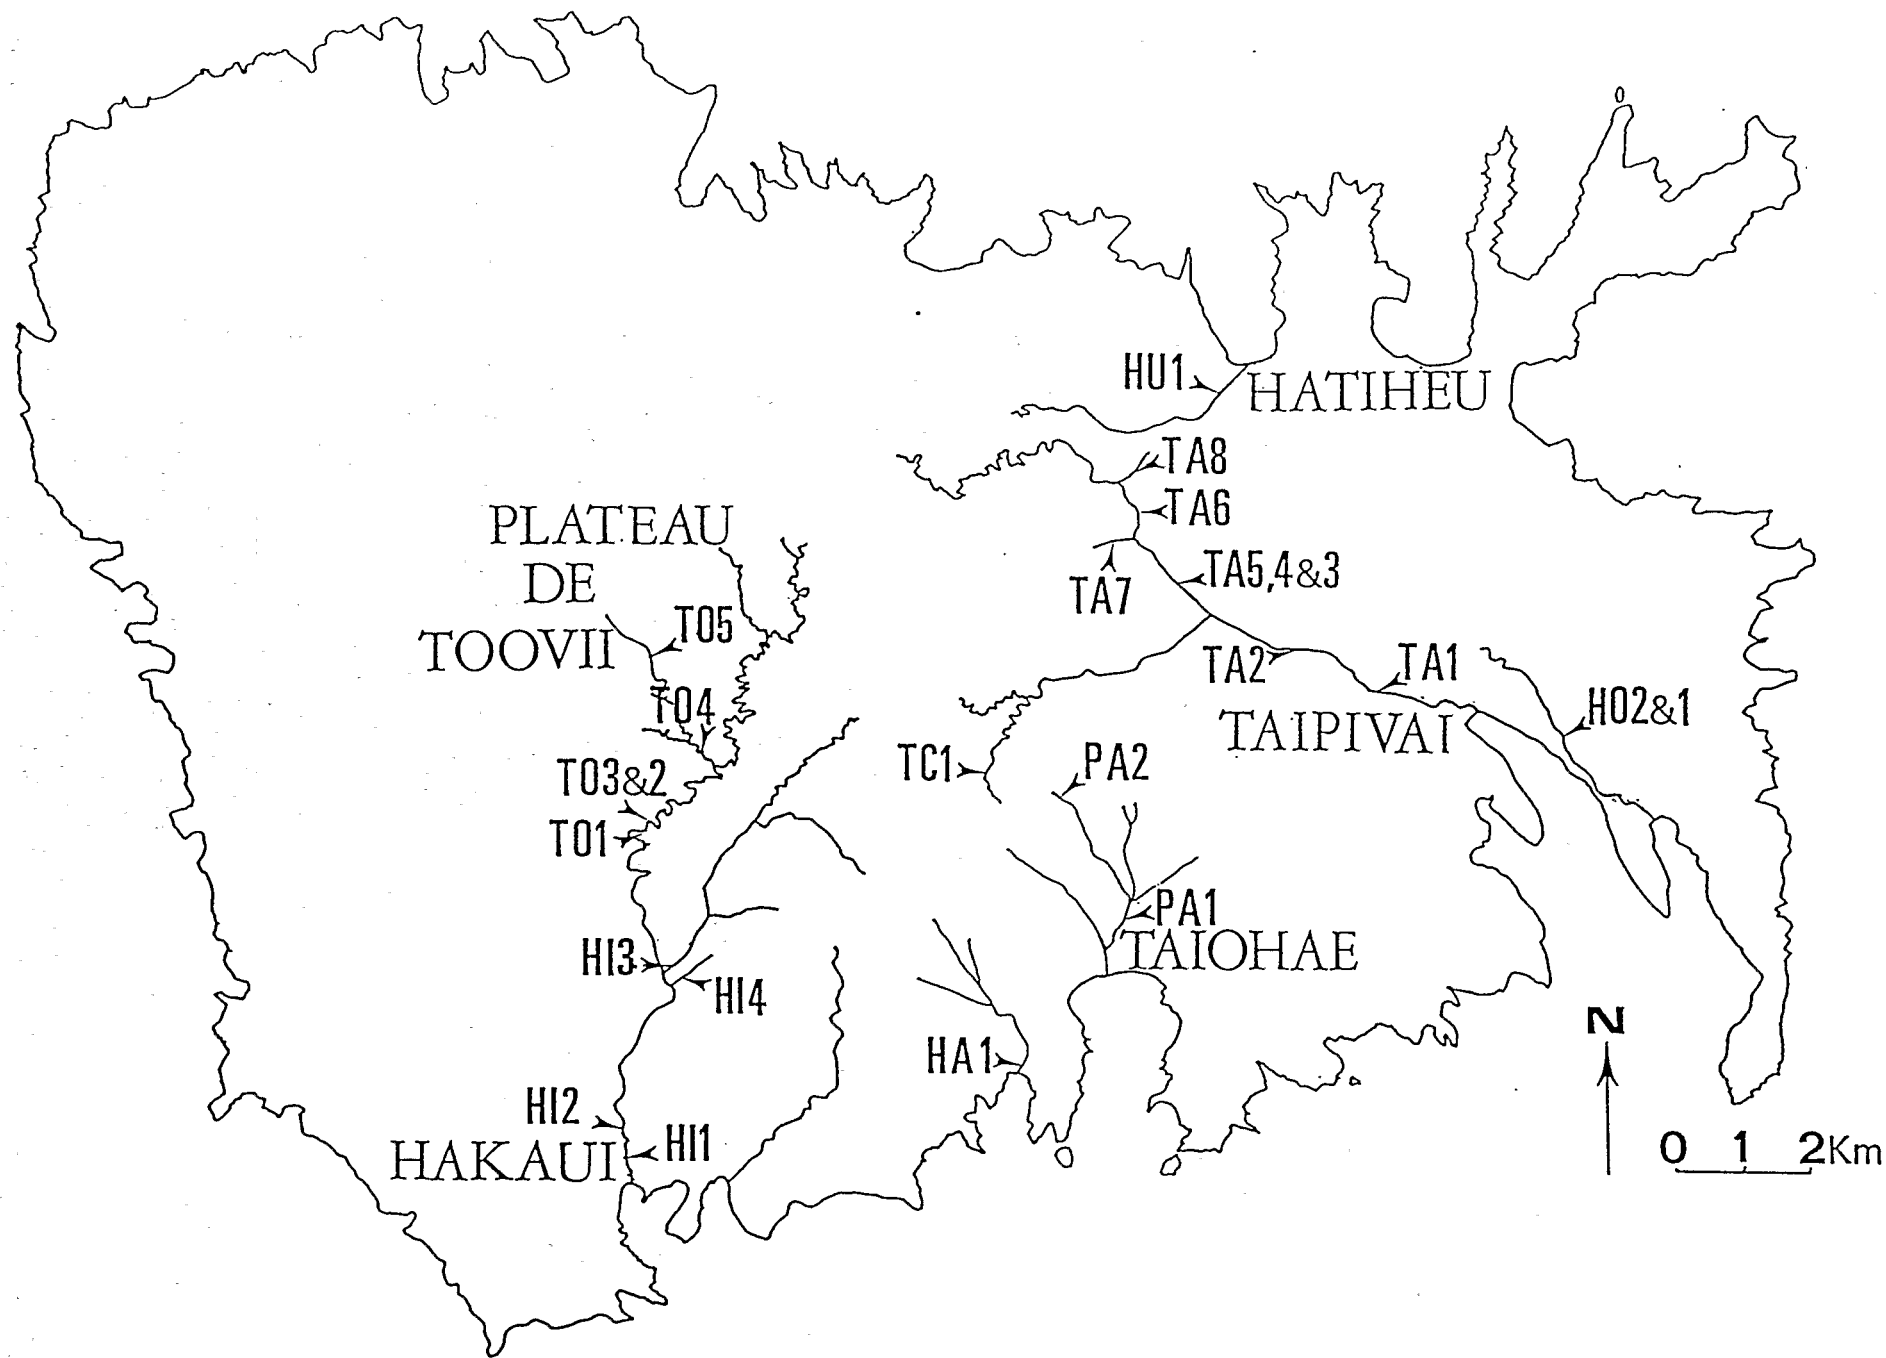 HU1
HATIHEU
TA8
TA6
PLATEAU
DE
TOOVII
TA5,4&3
TA7
TO5
TA2
TA1
HO2&1
TO4
TAIPIVAI
TC1
PA2
TO3&2
TO1
PA1
TAIOHAE
HI3
HI4
N
HA1
HI2
HI1
HAKAUI
0 1 2Km